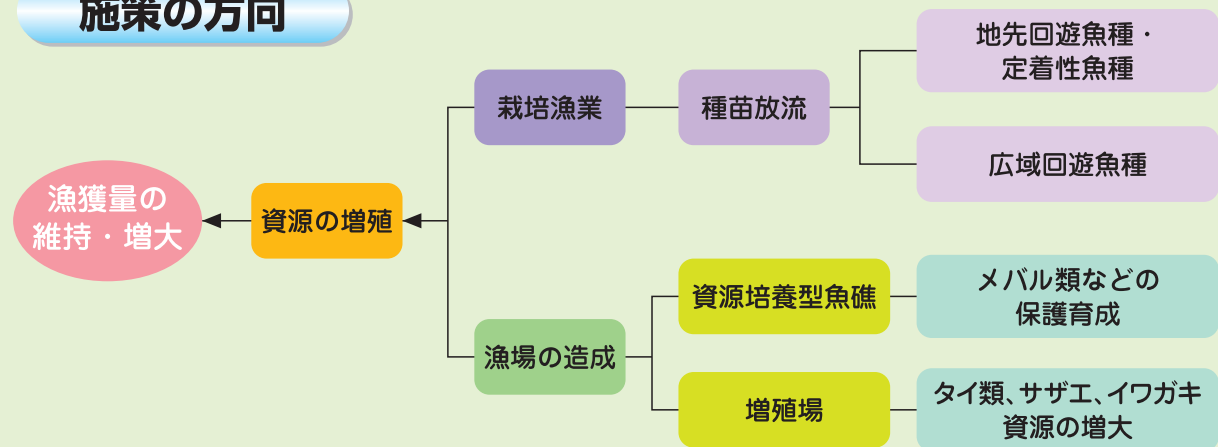 施策の方向
地先回遊魚種・
定着性魚種
栽培漁業
種苗放流
広域回遊魚種
漁獲量の
維持・増大
資源の増殖
資源培養型魚礁
メバル類などの
保護育成
漁場の造成
増殖場
タイ類、サザエ、イワガキ
資源の増大